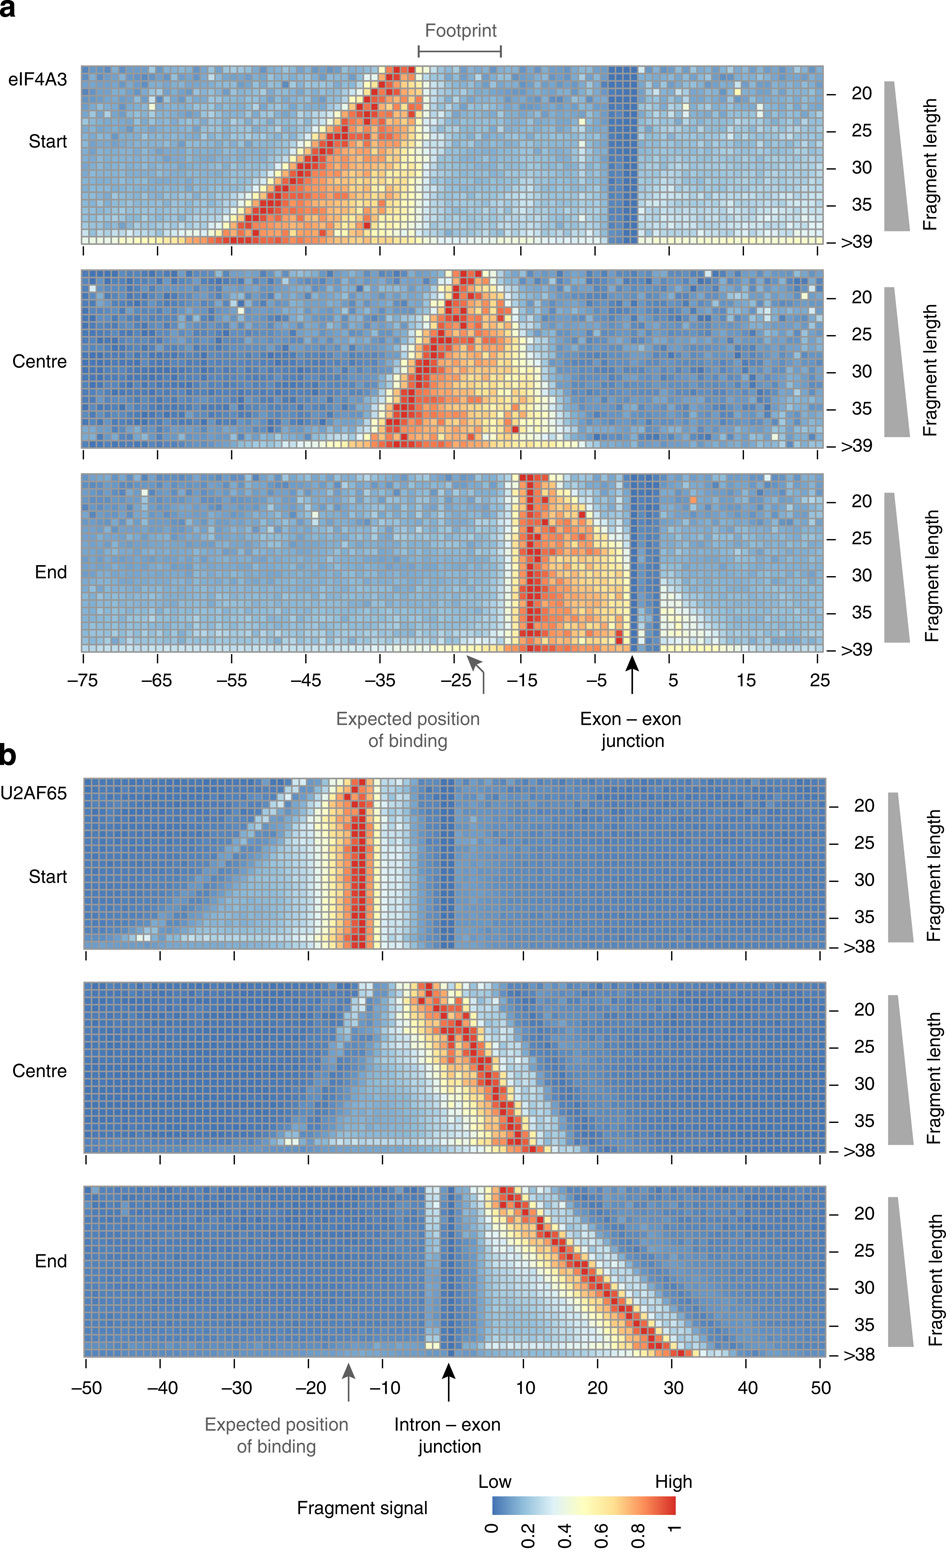 a
Footprint
eIF4A3
Start
20
25
30
35
>39
Fragment length
Centre
20
25
30
35
>39
Fragment length
End
20
25
30
35
>39
Fragment length
−75 −65 −55 −45 −35 −25 −15 −5 5 15 25
Expected position
of binding
Exon – exon
junction
b
U2AF65
Start
20
25
30
35
>38
Fragment length
Centre
20
25
30
35
>38
Fragment length
End
20
25
30
35
>38
Fragment length
−50 −40 −30 −20 −10 10 20 30 40 50
Expected position
of binding
Intron – exon
junction
Low High
Fragment signal
0 0.2 0.4 0.6 0.8 1